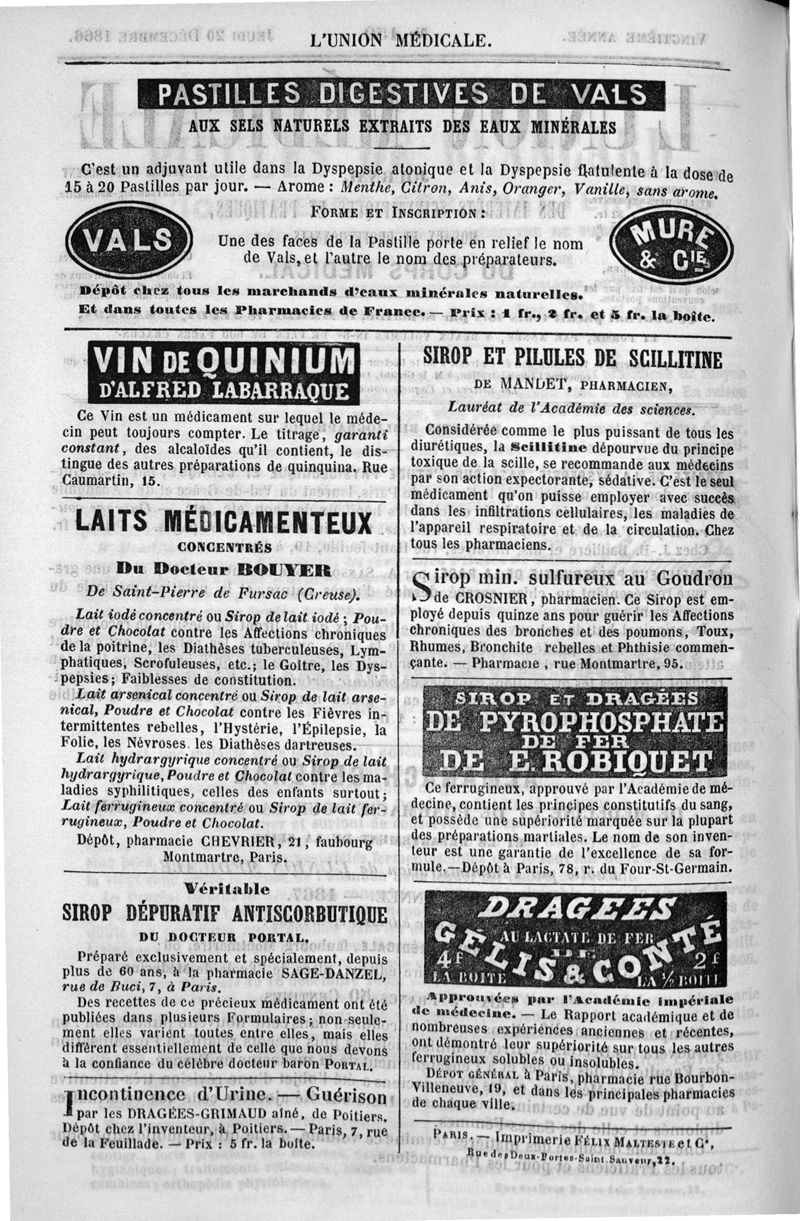 L'UNION MÉDICALE.
PASTILLES DIGESTIVES DE VALS
AUX SELS NATURELS EXTRAITS DES EAUX MINÉRALES
C'est un adjuvant utile dans la Dyspepsie atonique et la Dyspepsie flatulente à la dose de
15 à 20 Pastilles par jour. — Arome : Menthe, Citron, Anis, Oranger, Vanille, sans arome.
FORME ET INSCRIPTION :
VALS
Une des faces de la Pastille porte en relief le nom
de Vals, et l'autre le nom des préparateurs.
MURE
& CIE
Dépôt chez tous les marchands d'eaux minérales naturelles.
Et dans toutes les Pharmacies de France. — Prix : 1 fr., 2 fr. et 5 fr. la boîte.
VIN DE QUINIUM
D'ALFRED LABARRAQUE
Ce Vin est un médicament sur lequel le méde-
cin peut toujours compter. Le titrage, garanti
constant, des alcaloïdes qu'il contient, le dis-
tingue des autres préparations de quinquina. Rue
Caumartin, 15.
LAITS MÉDICAMENTEUX
CONCENTRÉS
Du Docteur BOUYER
De Saint-Pierre de Fursac (Creuse).
Lait iodé concentré ou Sirop de lait iodé ; Pou-
dre et Chocolat contre les Affections chroniques
de la poitrine, les Diathèses tuberculeuses, Lym-
phatiques, Scrofuleuses, etc.; le Goître, les Dys-
pepsies; Faiblesses de constitution.
Lait arsenical concentré ou Sirop de lait arse-
nical, Poudre et Chocolat contre les Fièvres in-
termittentes rebelles, l'Hystérie, l'Épilepsie, la
Folie, les Névroses. les Diathèses dartreuses.
Lait hydrargyrique concentré ou Sirop de lait
hydrargyrique, Poudre et Chocolat contre les ma-
ladies syphilitiques, celles des enfants surtout;
Lait ferrugineux concentré ou Sirop de lait fer-
rugineux, Poudre et Chocolat.
Dépôt, pharmacie CHEVRIER, 21, faubourg
Montmartre, Paris.
Véritable
SIROP DÉPURATIF ANTISCORBUTIQUE
DU DOCTEUR PORTAL.
Préparé exclusivement et spécialement, depuis
plus de 60 ans, à la pharmacie SAGE-DANZEL,
rue de Buci, 7, à Paris.
Des recettes de ce précieux médicament ont été
publiées dans plusieurs Formulaires; non-seule-
ment elles varient toutes entre elles, mais elles
diffèrent essentiellement de celle que nous devons
à la confiance du célèbre docteur baron PORTAL.
Incontinence d'Urine. — Guérison
par les DRAGÉES-GRIMAUD aîné, de Poitiers.
Dépôt chez l'inventeur, à Poitiers. — Paris, 7, rue
de la Feuillade. — Prix : 5 fr. la boîte.
SIROP ET PILULES DE SCILLITINE
DE MANDET, PHARMACIEN,
Lauréat de l'Académie des sciences.
Considérée comme le plus puissant de tous les
diurétiques, la Scillitine dépourvue du principe
toxique de la scille, se recommande aux médecins
par son action expectorante, sédative. C'est le seul
médicament qu'on puisse employer avec succès
dans les infiltrations cellulaires, les maladies de
l'appareil respiratoire et de la circulation. Chez
tous les pharmaciens.
Sirop min. sulfureux au Goudron
de CROSNIER, pharmacien. Ce Sirop est em-
ployé depuis quinze ans pour guérir les Affections
chroniques des bronches et des poumons, Toux,
Rhumes, Bronchite rebelles et Phthisie commen-
çante. — Pharmacie, rue Montmartre, 95.
SIROP ET DRAGÉES
DE PYROPHOSPHATE
DE FER
DE E. ROBIQUET
Ce ferrugineux, approuvé par l'Académie de mé-
decine, contient les principes constitutifs du sang,
et possède une supériorité marquée sur la plupart
des préparations martiales. Le nom de son inven-
teur est une garantie de l'excellence de sa for-
mule. — Dépôt à Paris, 78, r. du Four-St-Germain.
DRAGEES
AU LACTATE DE FER
DE
GÉLIS & CONTÉ
4f LA BOITE
2f LA 1/2 BOITE
Approuvées par l'Académie impériale
de médecine. — Le Rapport académique et de
nombreuses expériences anciennes et récentes,
ont démontré leur supériorité sur tous les autres
ferrugineux solubles ou insolubles.
DÉPOT GÉNÉRAL à Paris, pharmacie rue Bourbon-
Villeneuve, 19, et dans les principales pharmacies
de chaque ville.
PARIS. — Imprimerie FÉLIX MALTESTE et Ce,
Rue des Deux-Portes-Saint-Sauveur, 22.